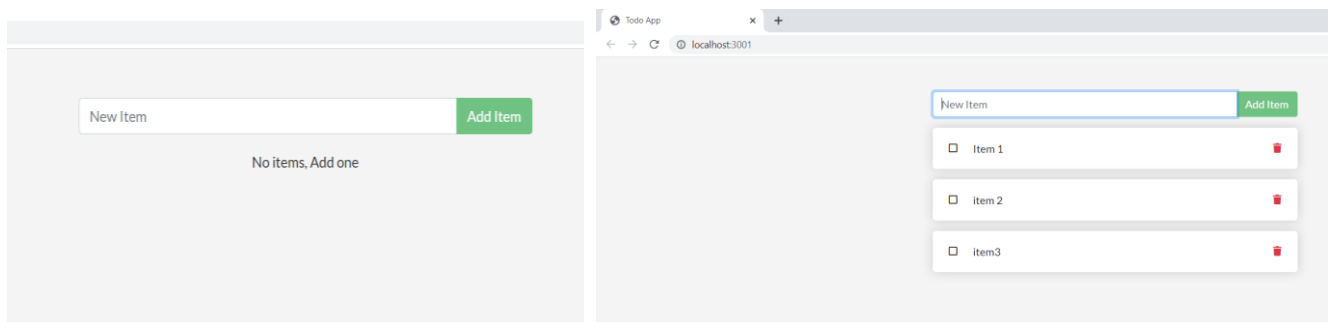 New Item
Add Item
No items, Add one
Todo App
localhost:3001
New Item
Add Item
Item 1
item 2
item3